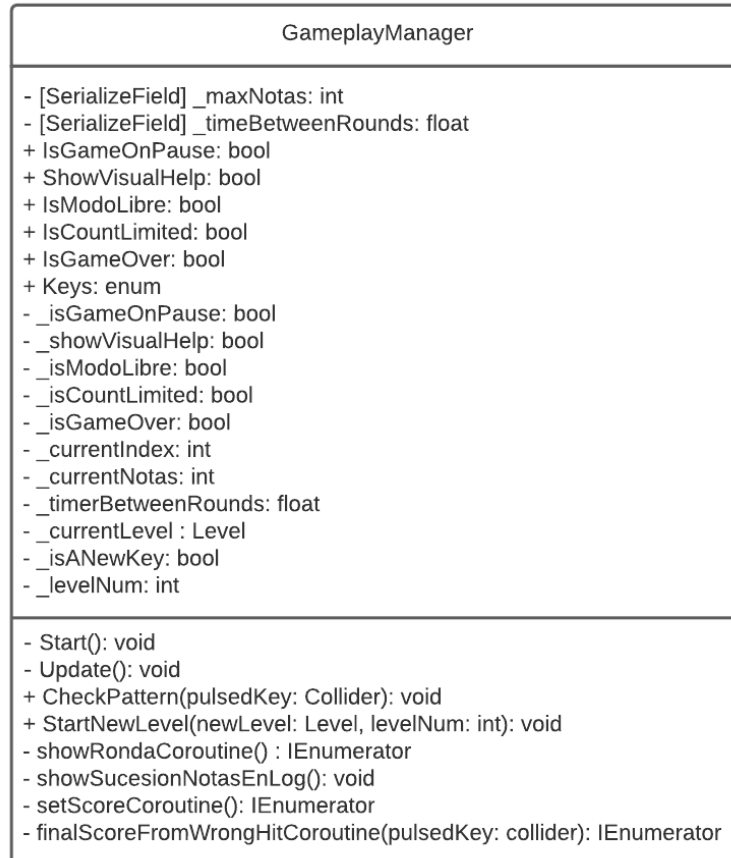 GameplayManager
- [SerializeField] _maxNotas: int
- [SerializeField] _timeBetweenRounds: float
+ IsGameOnPause: bool
+ ShowVisualHelp: bool
+ IsModoLibre: bool
+ IsCountLimited: bool
+ IsGameOver: bool
+ Keys: enum
- _isGameOnPause: bool
- _showVisualHelp: bool
- _isModoLibre: bool
- _isCountLimited: bool
- _isGameOver: bool
- _currentIndex: int
- _currentNotas: int
- _timerBetweenRounds: float
- _currentLevel : Level
- _isANewKey: bool
- _levelNum: int
- Start(): void
- Update(): void
+ CheckPattern(pulsedKey: Collider): void
+ StartNewLevel(newLevel: Level, levelNum: int): void
- showRondaCoroutine() : IEnumerator
- showSucesionNotasEnLog(): void
- setScoreCoroutine(): IEnumerator
- finalScoreFromWrongHitCoroutine(pulsedKey: collider): IEnumerator